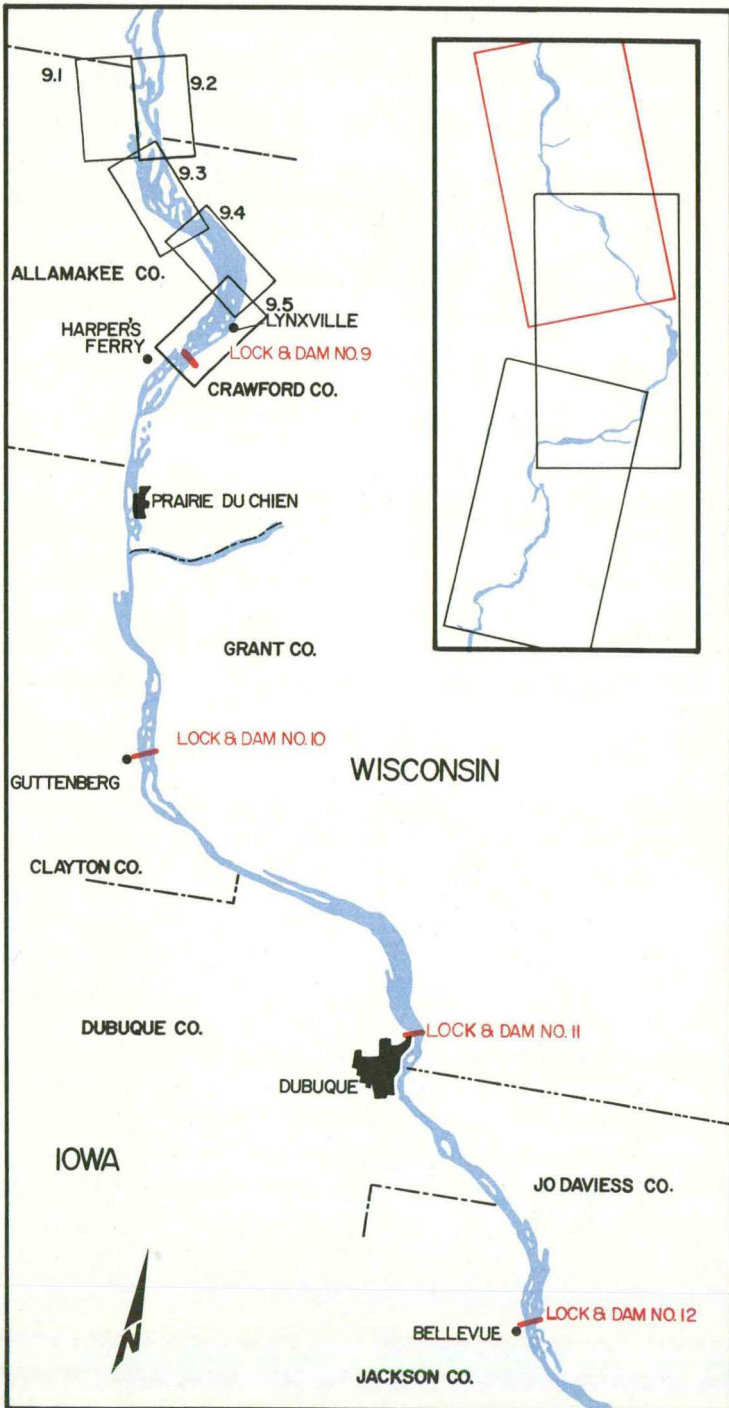 9.1
9.2
9.3
9.4
ALLAMAKEE CO.
9.5
LYNXVILLE
HARPER'S
FERRY
LOCK & DAM NO. 9
CRAWFORD CO.
PRAIRIE DU CHIEN
GRANT CO.
LOCK & DAM NO. 10
WISCONSIN
GUTTENBERG
CLAYTON CO.
DUBUQUE CO.
LOCK & DAM NO. 11
DUBUQUE
IOWA
JO DAVIESS CO.
N
LOCK & DAM NO. 12
BELLEVUE
JACKSON CO.